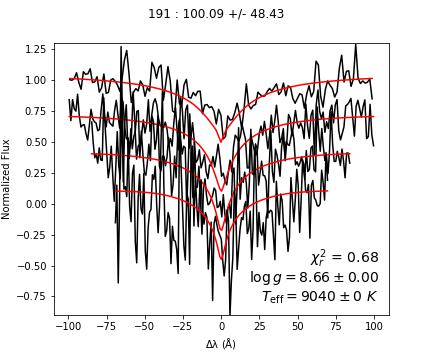 191 : 100.09 +/- 48.43
Normalized Flux
1.25
1.00
0.75
0.50
0.25
0.00
−0.25
−0.50
−0.75
χ²ᵣ = 0.68
log g = 8.66 ± 0.00
T_eff = 9040 ± 0 K
−100 −75 −50 −25 0 25 50 75 100
Δλ (Å)